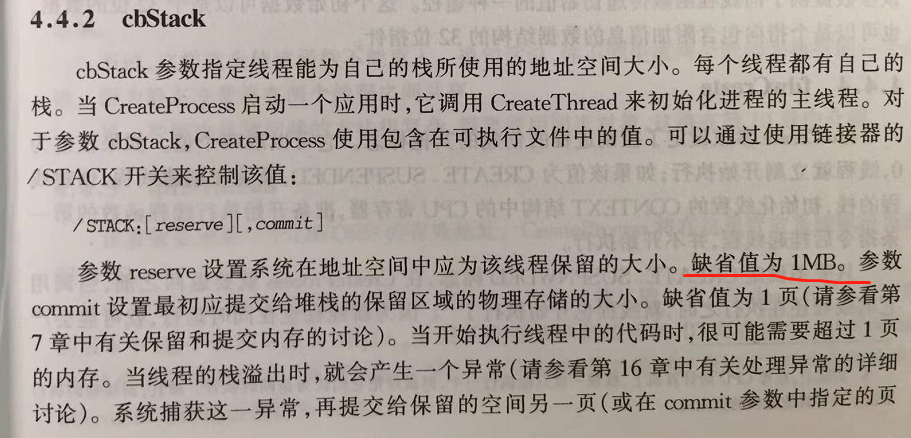 4.4.2 cbStack
cbStack 参数指定线程能为自己的栈所使用的地址空间大小。每个线程都有自己的
栈。当 CreateProcess 启动一个应用时,它调用 CreateThread 来初始化进程的主线程。对
于参数 cbStack,CreateProcess 使用包含在可执行文件中的值。可以通过使用链接器的
/STACK 开关来控制该值:
/STACK:[reserve][,commit]
参数 reserve 设置系统在地址空间中应为该线程保留的大小。缺省值为 1MB。参数
commit 设置最初应提交给堆栈的保留区域的物理存储的大小。缺省值为 1 页(请参看第
7 章中有关保留和提交内存的讨论)。当开始执行线程中的代码时,很可能需要超过 1 页
的内存。当线程的栈溢出时,就会产生一个异常(请参看第 16 章中有关处理异常的详细
讨论)。系统捕获这一异常,再提交给保留的空间另一页(或在 commit 参数中指定的页